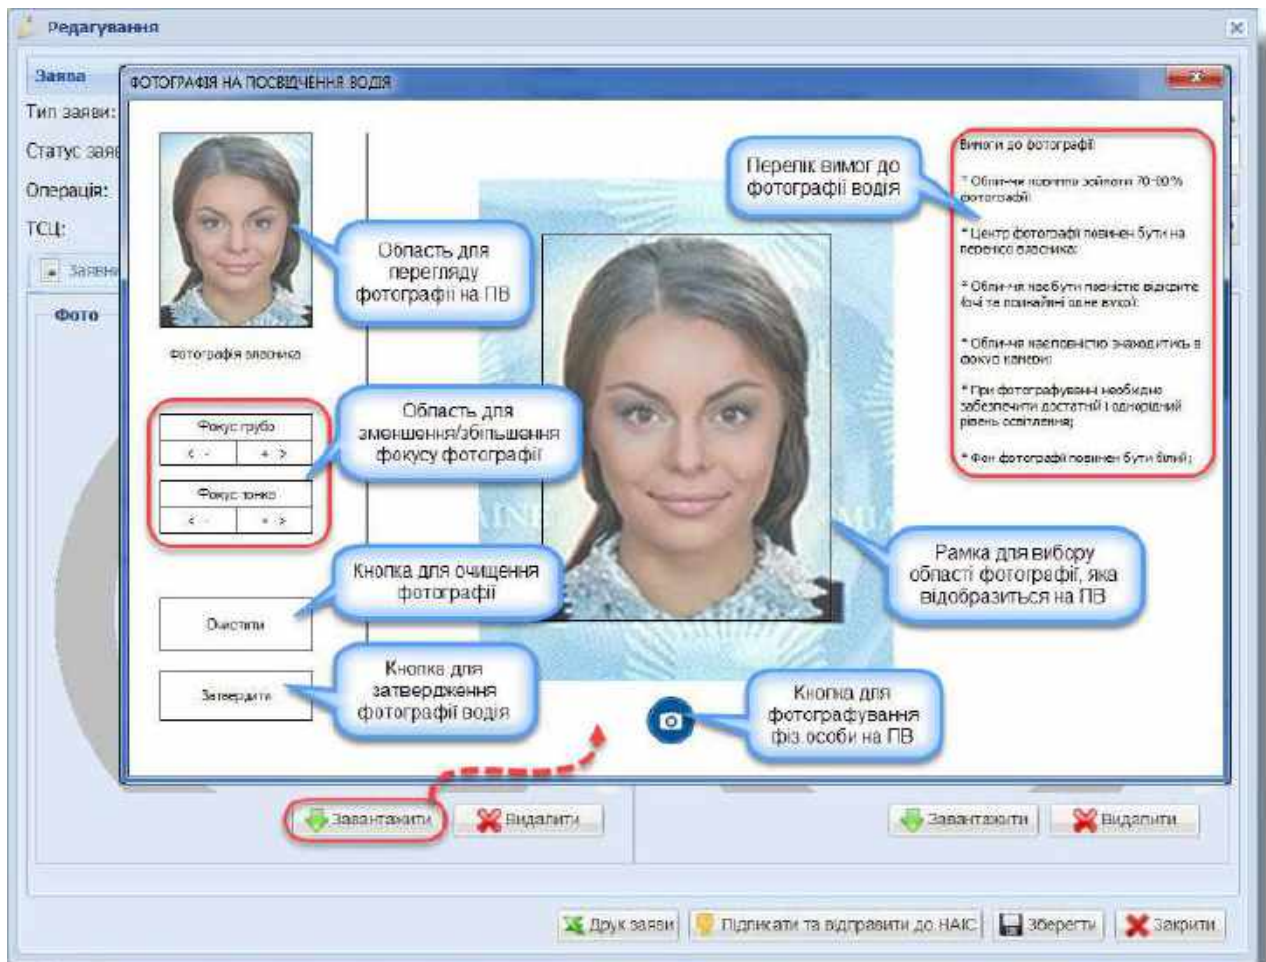 Редагування
Заява
ФОТОГРАФІЯ НА ПОСВІДЧЕННЯ ВОДІЯ
Тип заяви:
Статус заяв
Операція:
ТСЦ:
Заявни
Фото
Область для
перегляду
фотографії на ПВ
Фотографія власника
Перелік вимог до
фотографії водія
Вимоги до фотографії:
* Обличчя повинно займати 70-80%
фотографії;
* Центр фотографії повинен бути на
переніссі власника;
* Обличчя має бути повністю відкрите
(очі та принаймні одне вухо);
* Обличчя має повністю знаходитись в
фокусі камери;
* При фотографуванні необхідно
забезпечити достатній і однорідний
рівень освітлення;
* Фон фотографії повинен бути білий;
Область для
зменшення/збільшення
фокусу фотографії
Фокус грубо
< - + >
Фокус тонко
< - + >
Кнопка для очищення
фотографії
Очистити
Рамка для вибору
області фотографії, яка
відобразиться на ПВ
Кнопка для
затвердження
фотографії водія
Затвердити
Кнопка для
фотографування
фіз.особи на ПВ
Завантажити
Видалити
Завантажити
Видалити
Друк заяви
Підписати та відправити до НАІС
Зберегти
Закрити